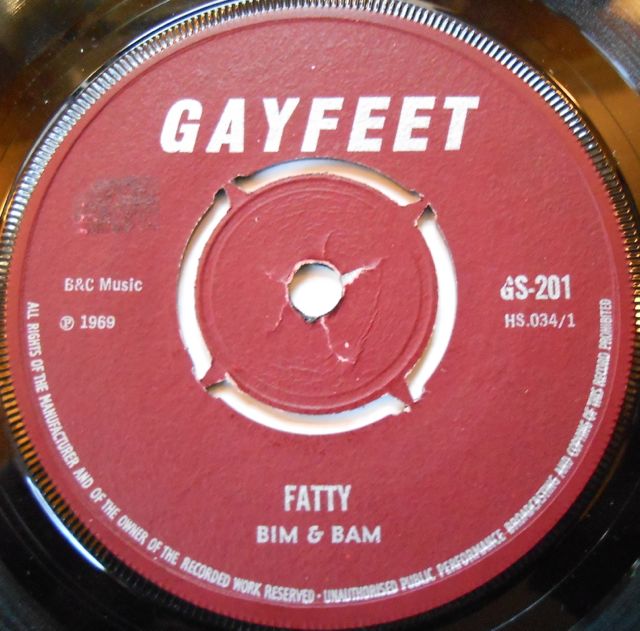 GAYFEET
B&C Music
℗ 1969
GS-201
HS.034/1
FATTY
BIM & BAM
ALL RIGHTS OF THE MANUFACTURER AND OF THE OWNER OF THE RECORDED WORK RESERVED · UNAUTHORISED PUBLIC PERFORMANCE BROADCASTING AND COPYING OF THIS RECORD PROHIBITED